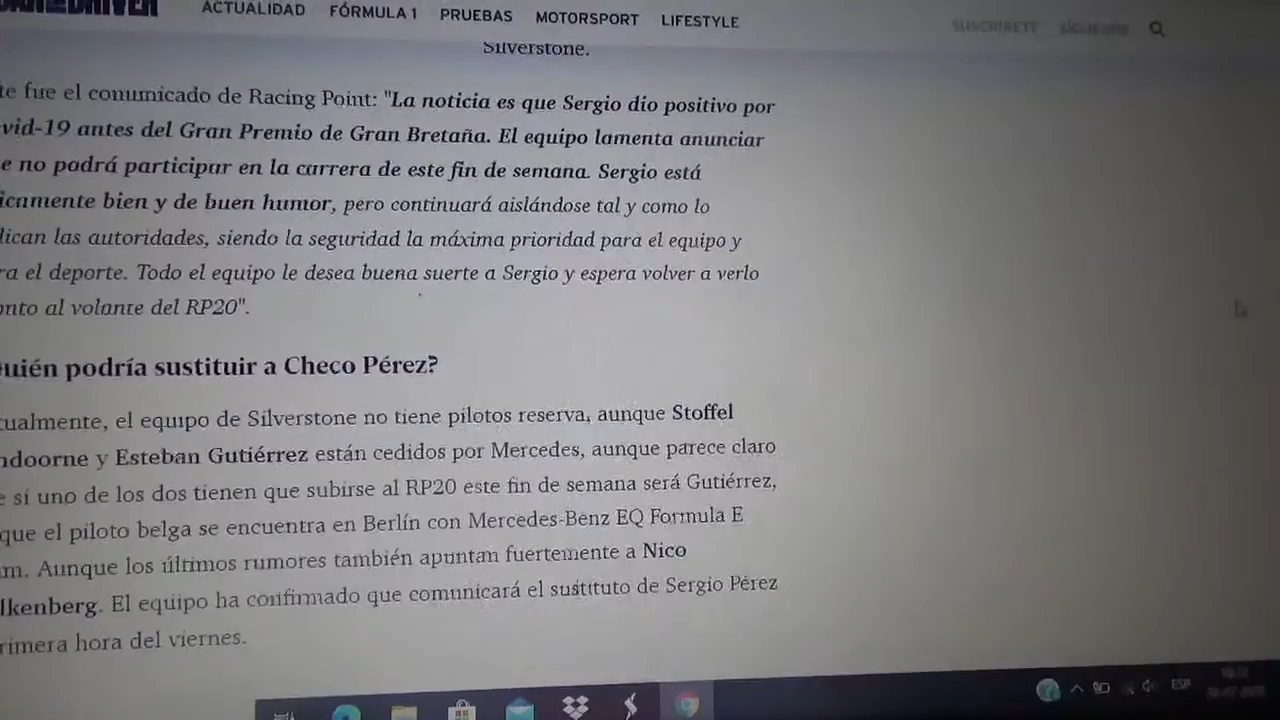 ACTUALIDAD FÓRMULA 1 PRUEBAS MOTORSPORT LIFESTYLE SUSCRÍBETE SÍGUENOS
Silverstone.
te fue el conumicado de Racing Point: "La noticia es que Sergio dio positivo por
vid-19 antes del Gran Premio de Gran Bretaña. El equipo lamenta anunciar
e no podrá participar en la carrera de este fin de semana. Sergio está
icamente bien y de buen humor, pero continuará aislándose tal y como lo
lican las autoridades, siendo la seguridad la máxima prioridad para el equipo y
ra el deporte. Todo el equipo le desea buena suerte a Sergio y espera volver a verlo
onto al volante del RP20".
uién podría sustituir a Checo Pérez?
tualmente, el equipo de Silverstone no tiene pilotos reserva, aunque Stoffel
ndoorne y Esteban Gutiérrez están cedidos por Mercedes, aunque parece claro
e si uno de los dos tienen que subirse al RP20 este fin de semana será Gutiérrez,
que el piloto belga se encuentra en Berlín con Mercedes-Benz EQ Formula E
am. Aunque los últimos rumores también apuntan fuertemente a Nico
lkenberg. El equipo ha confirmado que comunicará el sustituto de Sergio Pérez
rimera hora del viernes.
ESP